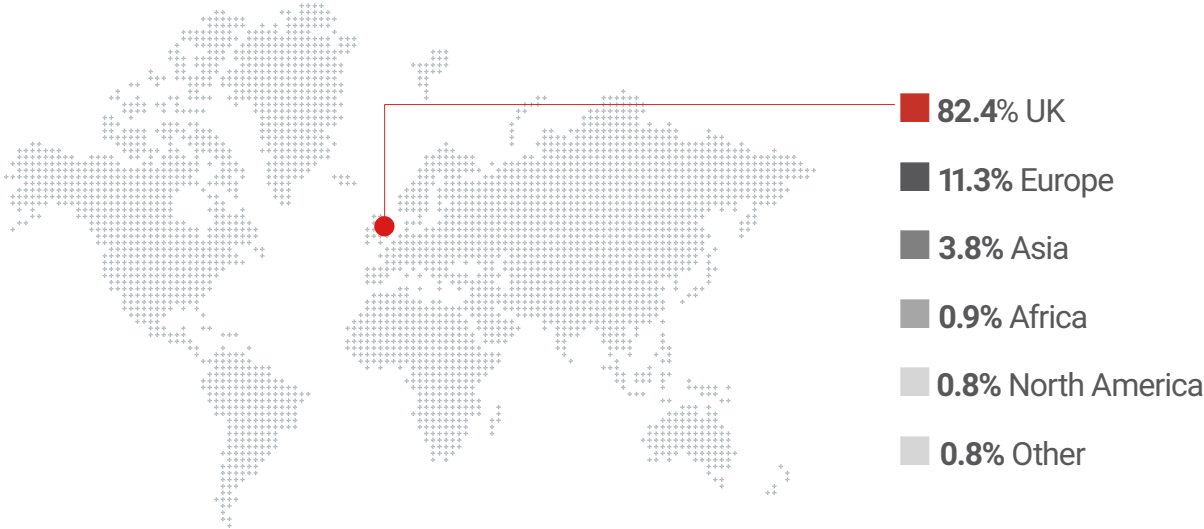 82.4% UK
11.3% Europe
3.8% Asia
0.9% Africa
0.8% North America
0.8% Other